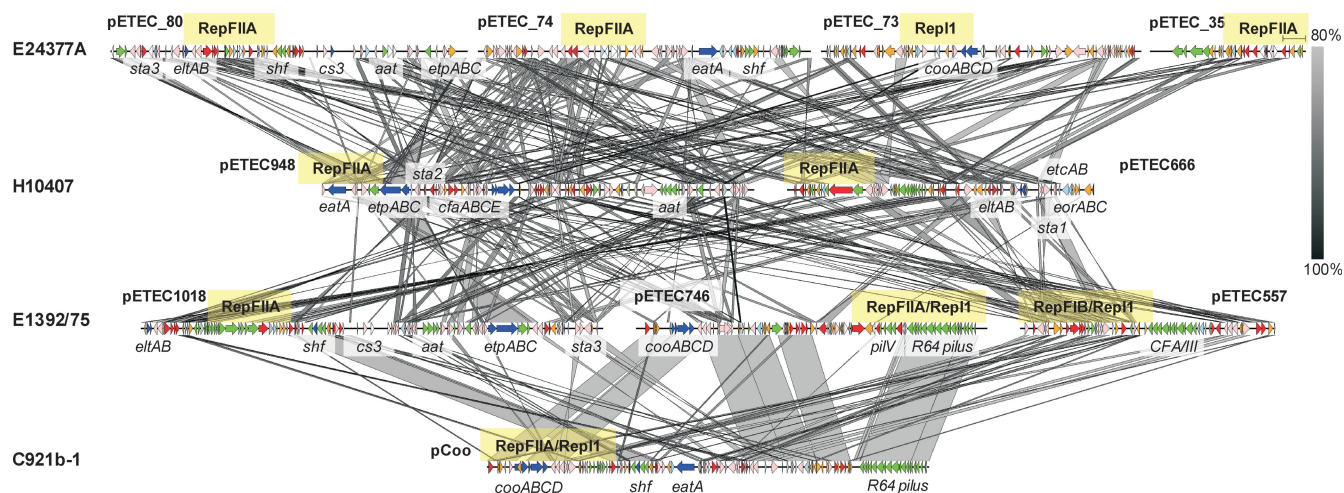 pETEC_80 RepFIIA pETEC_74 RepFIIA pETEC_73 RepI1 pETEC_35 RepFIIA 80%
E24377A
sta3 eltAB shf cs3 aat etpABC eatA shf cooABCD
pETEC948 RepFIIA sta2 RepFIIA etcAB pETEC666
H10407
eatA etpABC cfaABCE aat eltAB eorABC
sta1
100%
pETEC1018 RepFIIA pETEC746 RepFIIA/RepI1 RepFIB/RepI1 pETEC557
E1392/75
eltAB shf cs3 aat etpABC sta3 cooABCD pilV R64 pilus CFA/III
pCoo RepFIIA/RepI1
C921b-1
cooABCD shf eatA R64 pilus